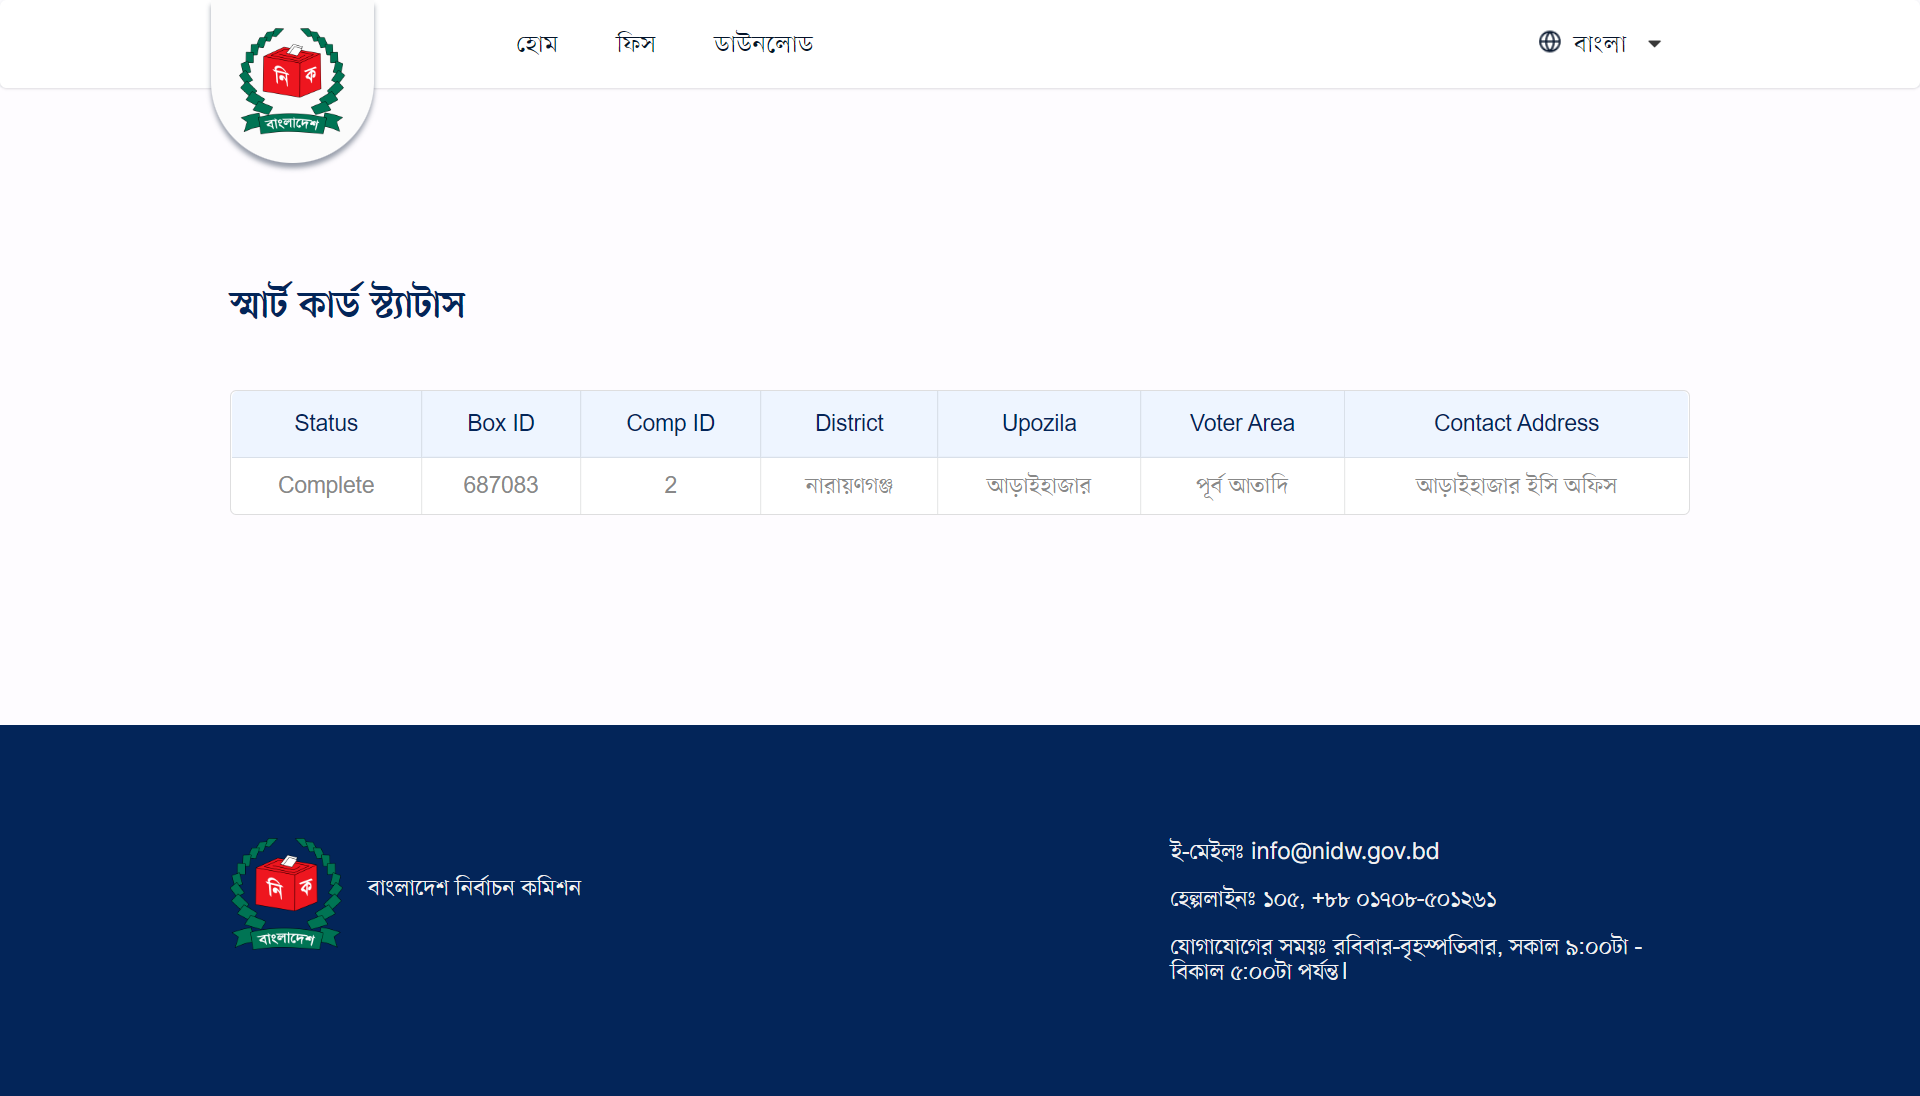 হোম ফিস ডাউনলোড বাংলা
নি ক
বাংলাদেশ
স্মার্ট কার্ড স্ট্যাটাস
Status Box ID Comp ID District Upozila Voter Area Contact Address
Complete 687083 2 নারায়ণগঞ্জ আড়াইহাজার পূর্ব আতাদি আড়াইহাজার ইসি অফিস
নি ক
বাংলাদেশ
বাংলাদেশ নির্বাচন কমিশন
ই-মেইলঃ info@nidw.gov.bd
হেল্পলাইনঃ ১০৫, +৮৮ ০১৭০৮-৫০১২৬১
যোগাযোগের সময়ঃ রবিবার-বৃহস্পতিবার, সকাল ৯:০০টা -
বিকাল ৫:০০টা পর্যন্ত।